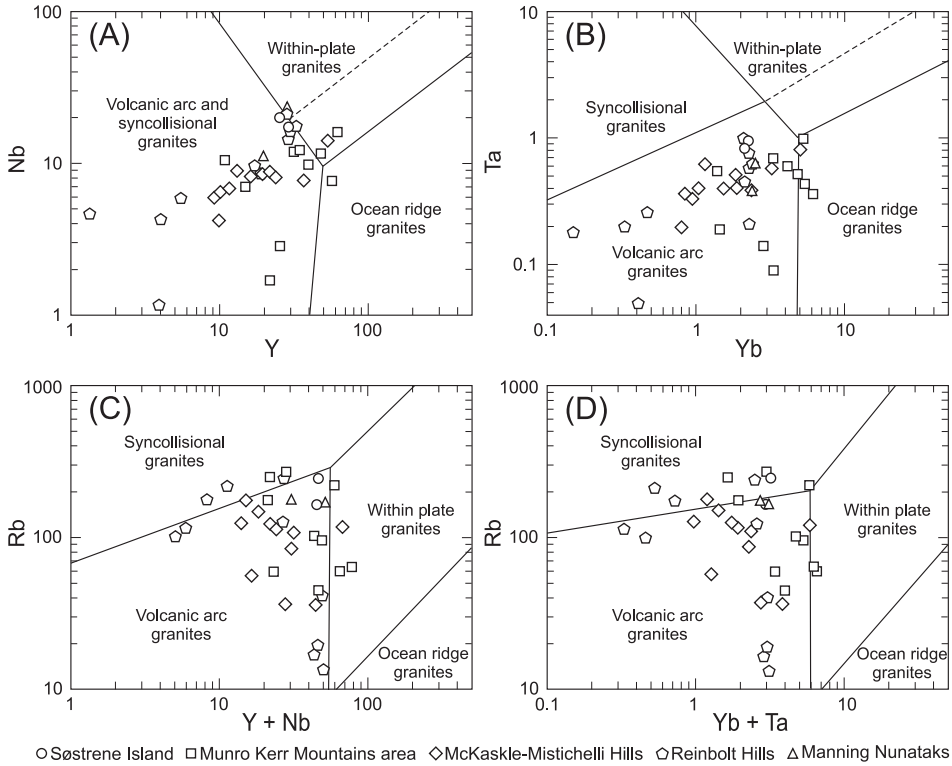 (A)
Within-plate
granites
Volcanic arc and
syncollisional
granites
Ocean ridge
granites
100
10
1
Nb
1
10
100
Y
(B)
Within-plate
granites
Syncollisional
granites
Volcanic arc
granites
Ocean ridge
granites
10
1
0.1
Ta
0.1
1
10
Yb
(C)
Syncollisional
granites
Within plate
granites
Volcanic arc
granites
Ocean ridge
granites
1000
100
10
Rb
1
10
100
Y + Nb
(D)
Syncollisional
granites
Within plate
granites
Volcanic arc
granites
Ocean ridge
granites
1000
100
10
Rb
0.1
1
10
Yb + Ta
Søstrene Island Munro Kerr Mountains area McKaskle-Mistichelli Hills Reinbolt Hills Manning Nunataks